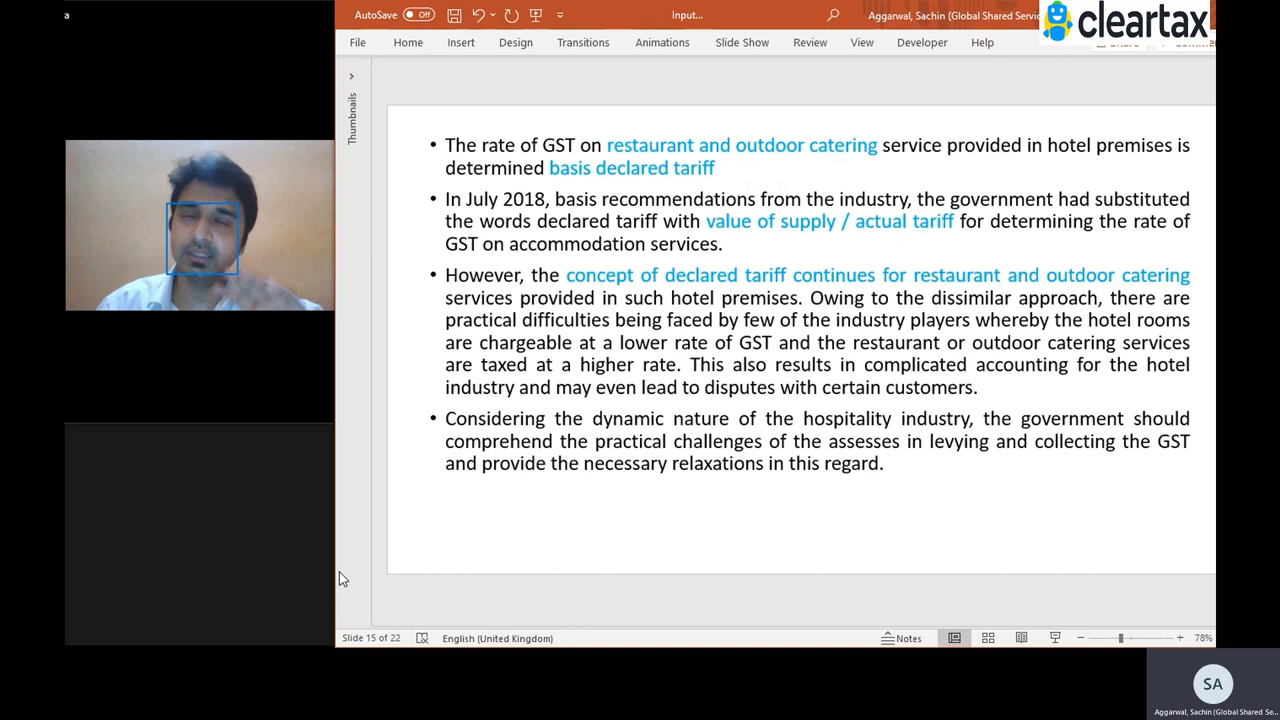 a
AutoSave Off Input... Aggarwal, Sachin (Global Shared Servic
cleartax
File Home Insert Design Transitions Animations Slide Show Review View Developer Help
Thumbnails
• The rate of GST on restaurant and outdoor catering service provided in hotel premises is
determined basis declared tariff
• In July 2018, basis recommendations from the industry, the government had substituted
the words declared tariff with value of supply / actual tariff for determining the rate of
GST on accommodation services.
• However, the concept of declared tariff continues for restaurant and outdoor catering
services provided in such hotel premises. Owing to the dissimilar approach, there are
practical difficulties being faced by few of the industry players whereby the hotel rooms
are chargeable at a lower rate of GST and the restaurant or outdoor catering services
are taxed at a higher rate. This also results in complicated accounting for the hotel
industry and may even lead to disputes with certain customers.
• Considering the dynamic nature of the hospitality industry, the government should
comprehend the practical challenges of the assesses in levying and collecting the GST
and provide the necessary relaxations in this regard.
Slide 15 of 22 English (United Kingdom) Notes 78%
SA
Aggarwal, Sachin (Global Shared Se...